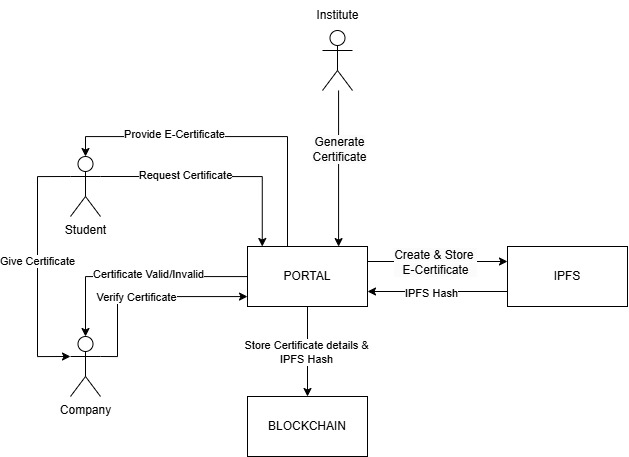 Institute
Provide E-Certificate
Generate
Certificate
Request Certificate
Student
Give Certificate
Create & Store
E-Certificate
Certificate Valid/Invalid
PORTAL
IPFS
Verify Certificate
IPFS Hash
Store Certificate details &
IPFS Hash
Company
BLOCKCHAIN